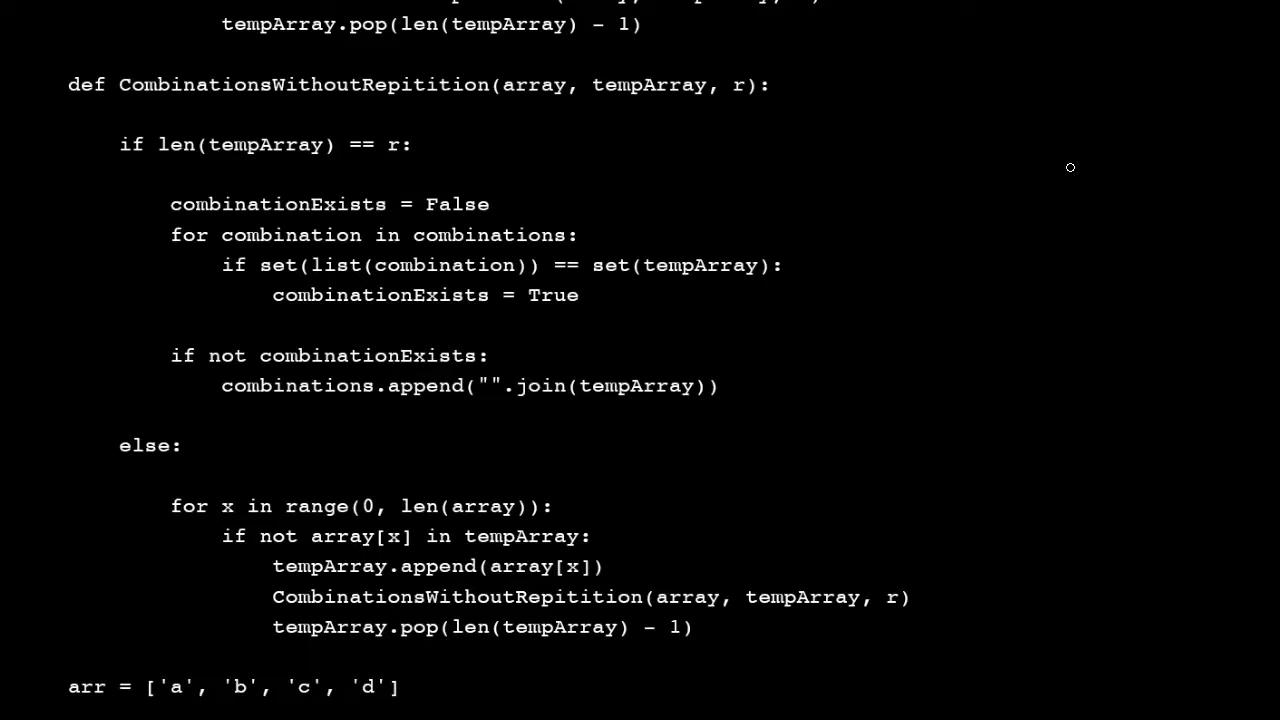 tempArray.pop(len(tempArray) - 1)
def CombinationsWithoutRepitition(array, tempArray, r):
if len(tempArray) == r:
combinationExists = False
for combination in combinations:
if set(list(combination)) == set(tempArray):
combinationExists = True
if not combinationExists:
combinations.append("".join(tempArray))
else:
for x in range(0, len(array)):
if not array[x] in tempArray:
tempArray.append(array[x])
CombinationsWithoutRepitition(array, tempArray, r)
tempArray.pop(len(tempArray) - 1)
arr = ['a', 'b', 'c', 'd']